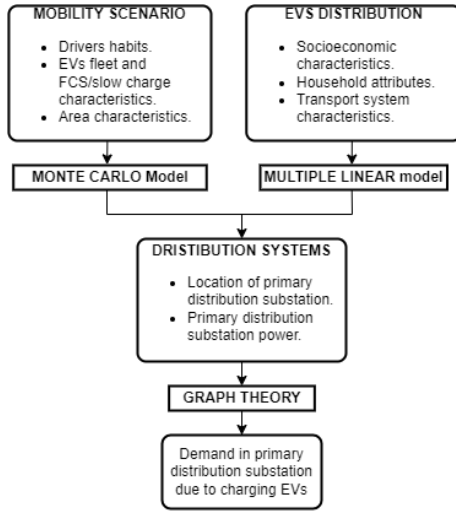 MOBILITY SCENARIO
• Drivers habits.
• EVs fleet and
FCS/slow charge
characteristics.
• Area characteristics.
EVS DISTRIBUTION
• Socioeconomic
characteristics.
• Household attributes.
• Transport system
characteristics.
MONTE CARLO Model
MULTIPLE LINEAR model
DRISTIBUTION SYSTEMS
• Location of primary
distribution substation.
• Primary distribution
substation power.
GRAPH THEORY
Demand in primary
distribution substation
due to charging EVs